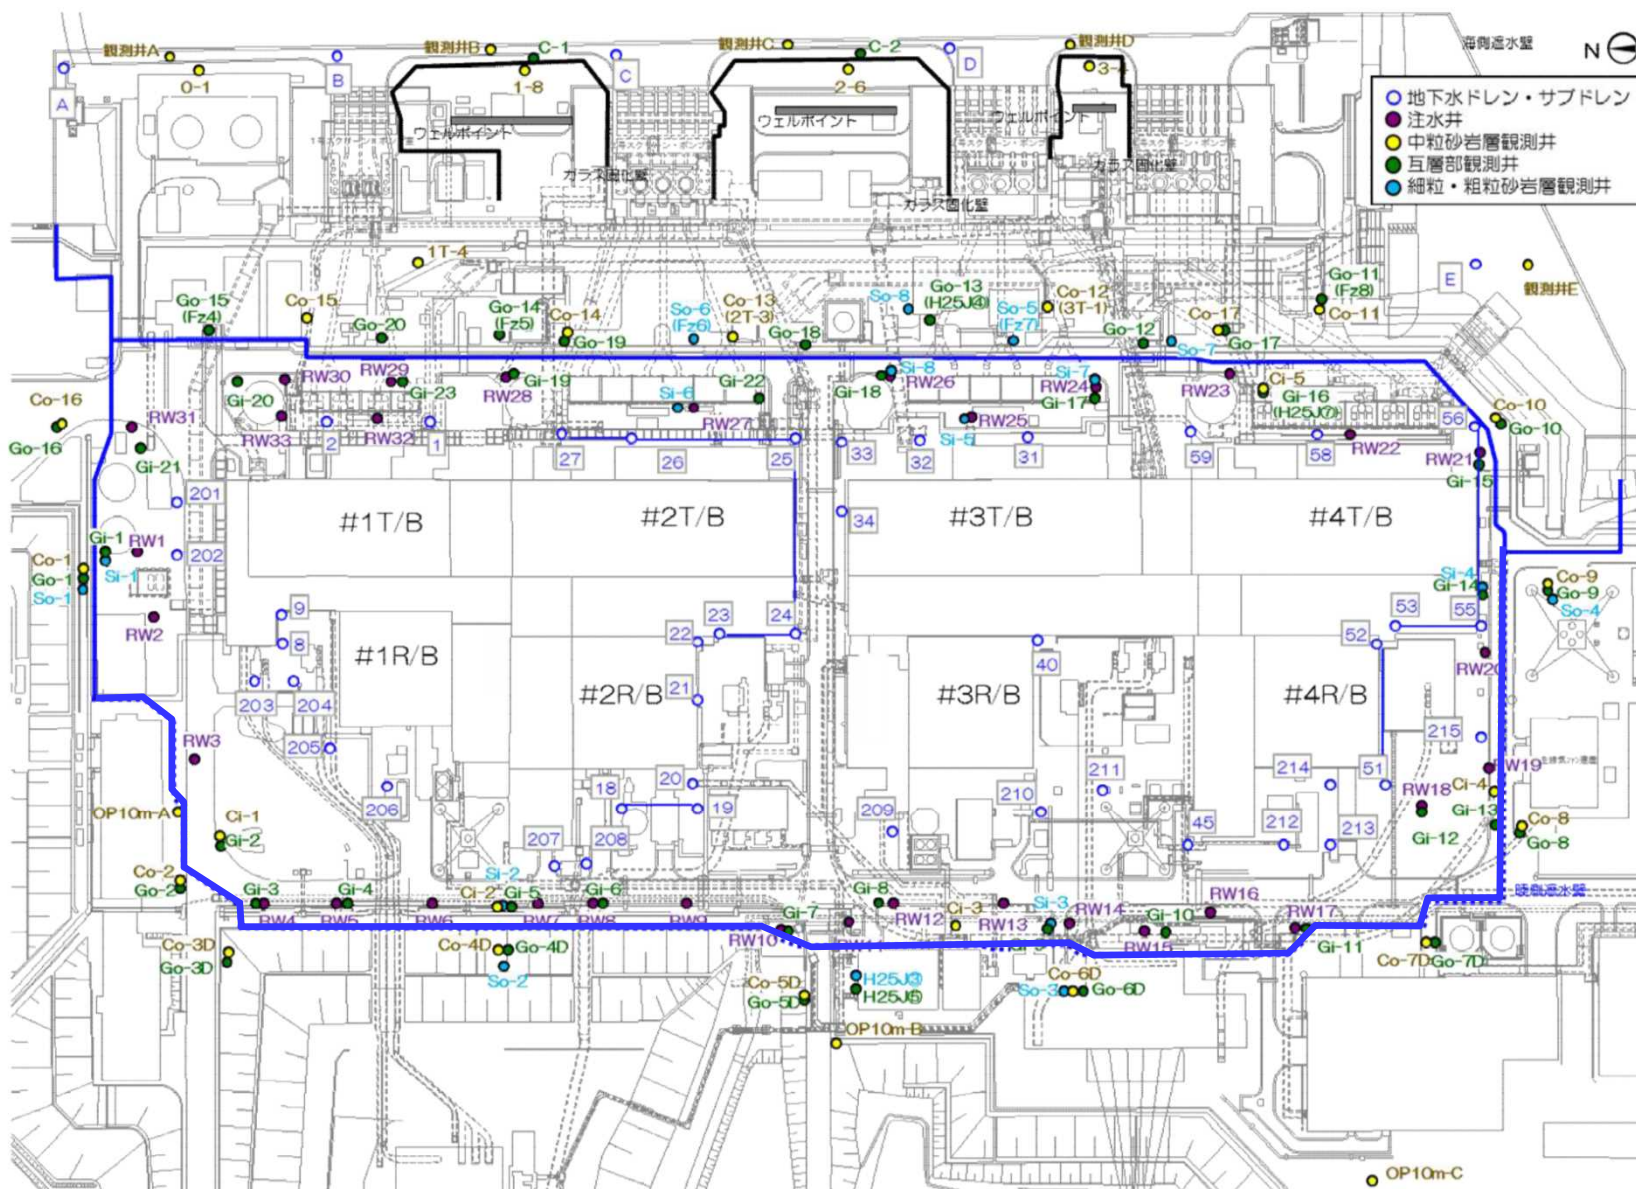 観測井A
観測井B
C-1
観測井C
C-2
観測井D
海側遮水壁
N
A
0-1
B
1-8
C
2-6
D
3-4
地下水ドレン・サブドレン
注水井
中粒砂岩層観測井
互層部観測井
細粒・粗粒砂岩層観測井
ウェルポイント
ウェルポイント
ウェルポイント
ガラス固化壁
ガラス固化壁
ガラス固化壁
1T-4
E
観測井E
Go-15
(Fz4)
Co-15
Go-20
Go-14
(Fz5)
Co-14
Go-19
So-6
(Fz6)
Co-13
(2T-3)
Go-18
So-8
Go-13
(H25J④)
So-5
(Fz7)
Co-12
(3T-1)
Go-12
So-7
Co-17
Go-17
Go-11
(Fz8)
Co-11
Co-16
Go-16
RW31
Gi-21
Gi-20
RW30
RW33
RW29
Gi-23
RW32
RW28
Gi-19
Si-6
RW27
Gi-22
Gi-18
Si-8
RW26
RW25
Si-5
Si-7
RW24
Gi-17
RW23
Ci-5
Gi-16
(H25J⑦)
RW22
56
Co-10
Go-10
RW21
Gi-15
2
1
27
26
25
33
32
31
59
58
201
202
34
#1T/B
#2T/B
#3T/B
#4T/B
Gi-1
RW1
Si-1
Co-1
Go-1
So-1
RW2
9
8
203
204
205
206
#1R/B
#2R/B
#3R/B
#4R/B
22
23
24
21
20
18
19
40
53
55
52
51
Si-4
Gi-14
Co-9
Go-9
So-4
RW20
215
RW19
RW18
Ci-4
Gi-13
Gi-12
Co-8
Go-8
RW3
OP10m-A
Ci-1
Gi-2
Co-2
Go-2
207
208
209
210
211
45
212
213
214
Gi-3
RW4
Gi-4
RW5
RW6
Si-2
Ci-2
Gi-5
RW7
Gi-6
RW8
RW9
Gi-7
RW10
Gi-8
RW12
Ci-3
RW13
Si-3
RW14
Gi-10
RW15
RW16
RW17
Gi-11
陸側遮水壁
Co-3D
Go-3D
Co-4D
Go-4D
So-2
Co-5D
Go-5D
H25J③
H25J⑤
Co-6D
So-3
Go-6D
Co-7D
Go-7D
OP10m-B
OP10m-C